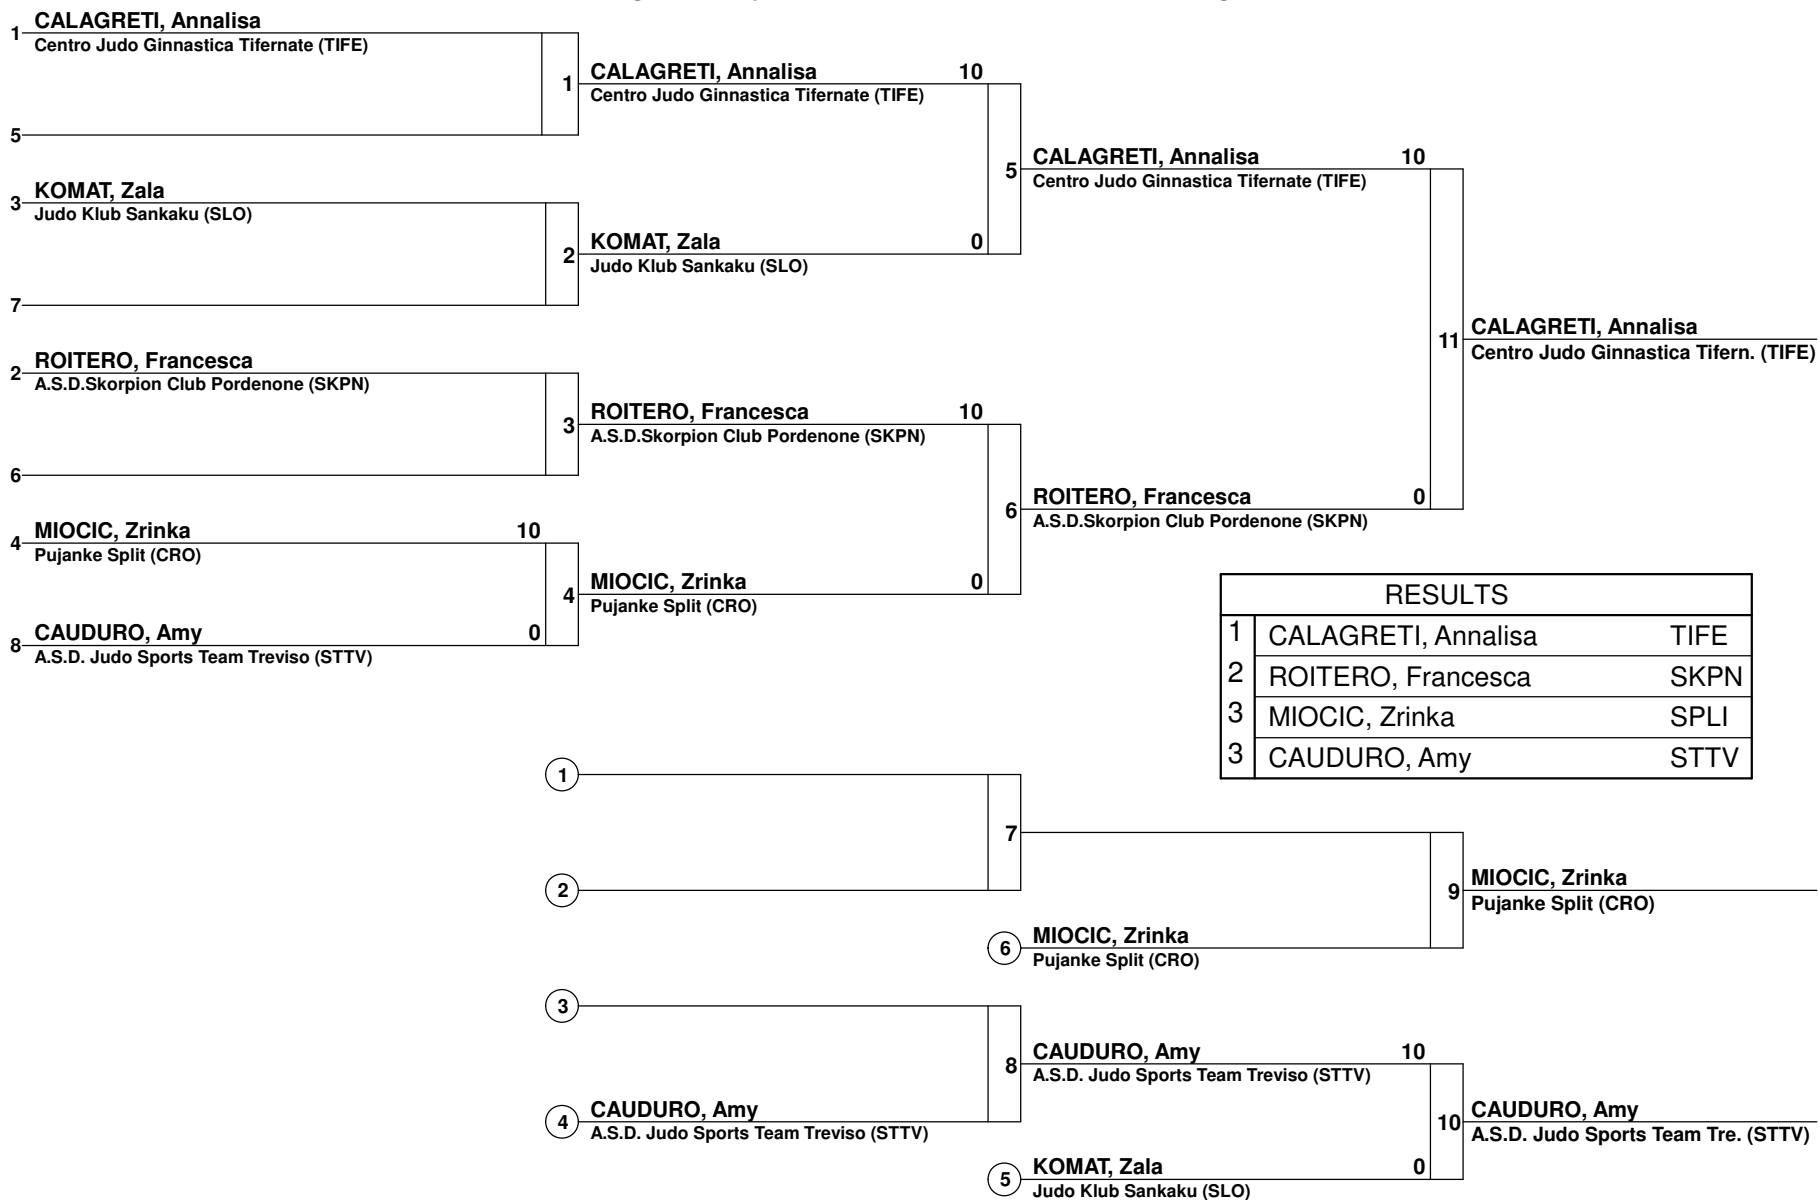 1 CALAGRETI, Annalisa
Centro Judo Ginnastica Tifernate (TIFE)
5
1
3 KOMAT, Zala
Judo Klub Sankaku (SLO)
7
2
2 ROITERO, Francesca
A.S.D.Skorpion Club Pordenone (SKPN)
6
3
4 MIOCIC, Zrinka 10
Pujanke Split (CRO)
8 CAUDURO, Amy 0
A.S.D. Judo Sports Team Treviso (STTV)
4
CALAGRETI, Annalisa 10
Centro Judo Ginnastica Tifernate (TIFE)
KOMAT, Zala 0
Judo Klub Sankaku (SLO)
5
ROITERO, Francesca 10
A.S.D.Skorpion Club Pordenone (SKPN)
MIOCIC, Zrinka 0
Pujanke Split (CRO)
6
CALAGRETI, Annalisa 10
Centro Judo Ginnastica Tifernate (TIFE)
ROITERO, Francesca 0
A.S.D.Skorpion Club Pordenone (SKPN)
11
CALAGRETI, Annalisa
Centro Judo Ginnastica Tifern. (TIFE)
RESULTS
1 CALAGRETI, Annalisa TIFE
2 ROITERO, Francesca SKPN
3 MIOCIC, Zrinka SPLI
3 CAUDURO, Amy STTV
1
2
7
6 MIOCIC, Zrinka
Pujanke Split (CRO)
9
MIOCIC, Zrinka
Pujanke Split (CRO)
3
4 CAUDURO, Amy
A.S.D. Judo Sports Team Treviso (STTV)
8
CAUDURO, Amy 10
A.S.D. Judo Sports Team Treviso (STTV)
5 KOMAT, Zala 0
Judo Klub Sankaku (SLO)
10
CAUDURO, Amy
A.S.D. Judo Sports Team Tre. (STTV)